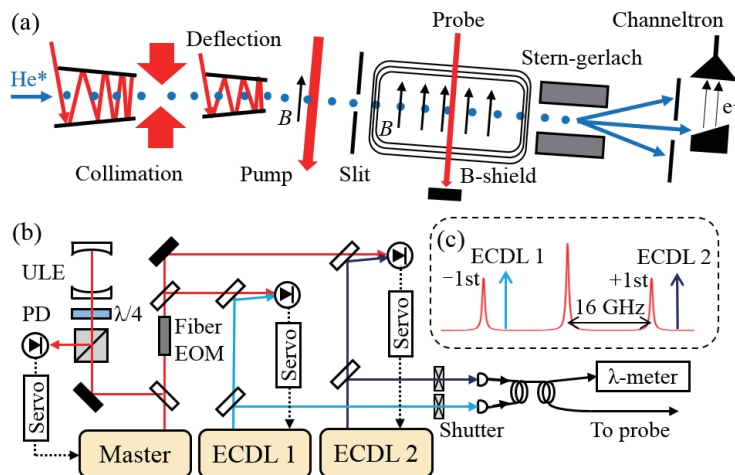 (a)
Deflection
Probe
Channeltron
Stern-gerlach
He*
B
B
e-
Collimation
Pump
Slit
B-shield
(b)
(c)
ULE
ECDL 1
ECDL 2
−1st
+1st
16 GHz
PD
λ/4
Fiber
EOM
Servo
Servo
Servo
λ-meter
Shutter
To probe
Master
ECDL 1
ECDL 2